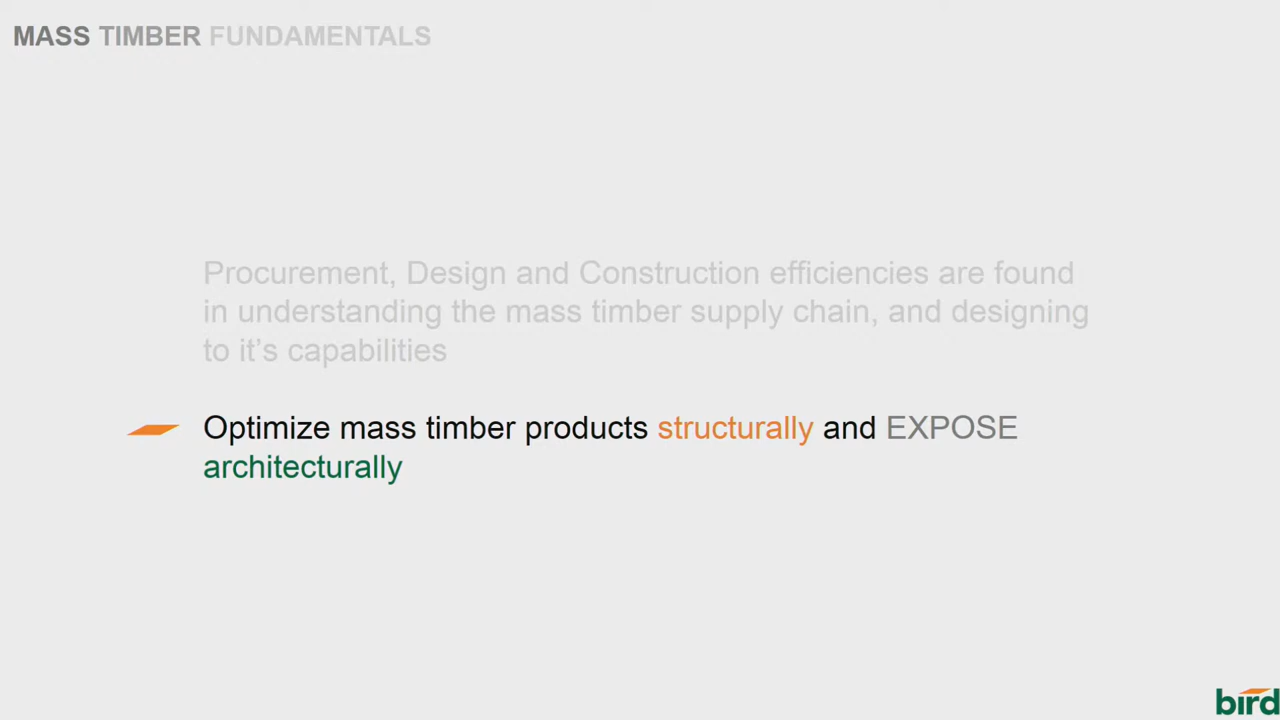 MASS TIMBER FUNDAMENTALS
Procurement, Design and Construction efficiencies are found
in understanding the mass timber supply chain, and designing
to it’s capabilities
Optimize mass timber products structurally and EXPOSE
architecturally
bird